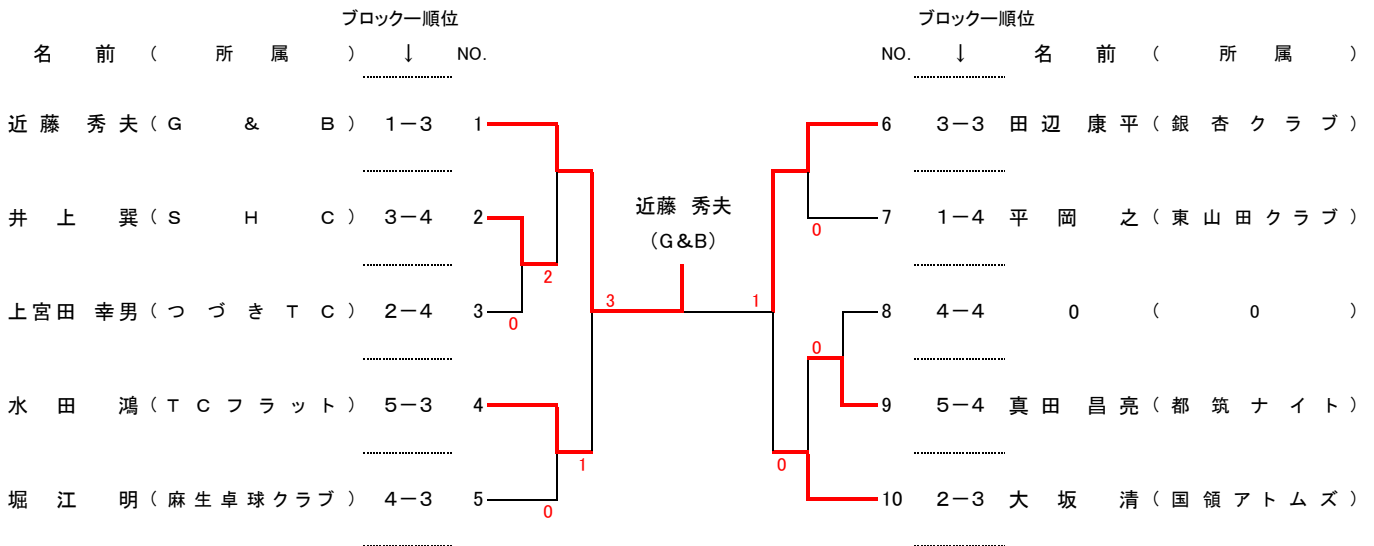 ブロックー順位 ブロックー順位
名 前 ( 所 属 ) ↓ NO. NO. ↓ 名 前 ( 所 属 )
近藤 秀夫 ( G & B ) 1－3 1 6 3－3 田辺 康平 ( 銀杏クラブ )
井上 巽 ( S H C ) 3－4 2 近藤 秀夫 7 1－4 平岡 之 ( 東山田クラブ )
0
(G&B)
2
上宮田 幸男 ( つづきTC ) 2－4 3 3 1 8 4－4 0 ( 0 )
0
0
水田 鴻 ( TCフラット ) 5－3 4 9 5－4 真田 昌亮 ( 都筑ナイト )
1 0
堀江 明 ( 麻生卓球クラブ ) 4－3 5 10 2－3 大坂 清 ( 国領アトムズ )
0